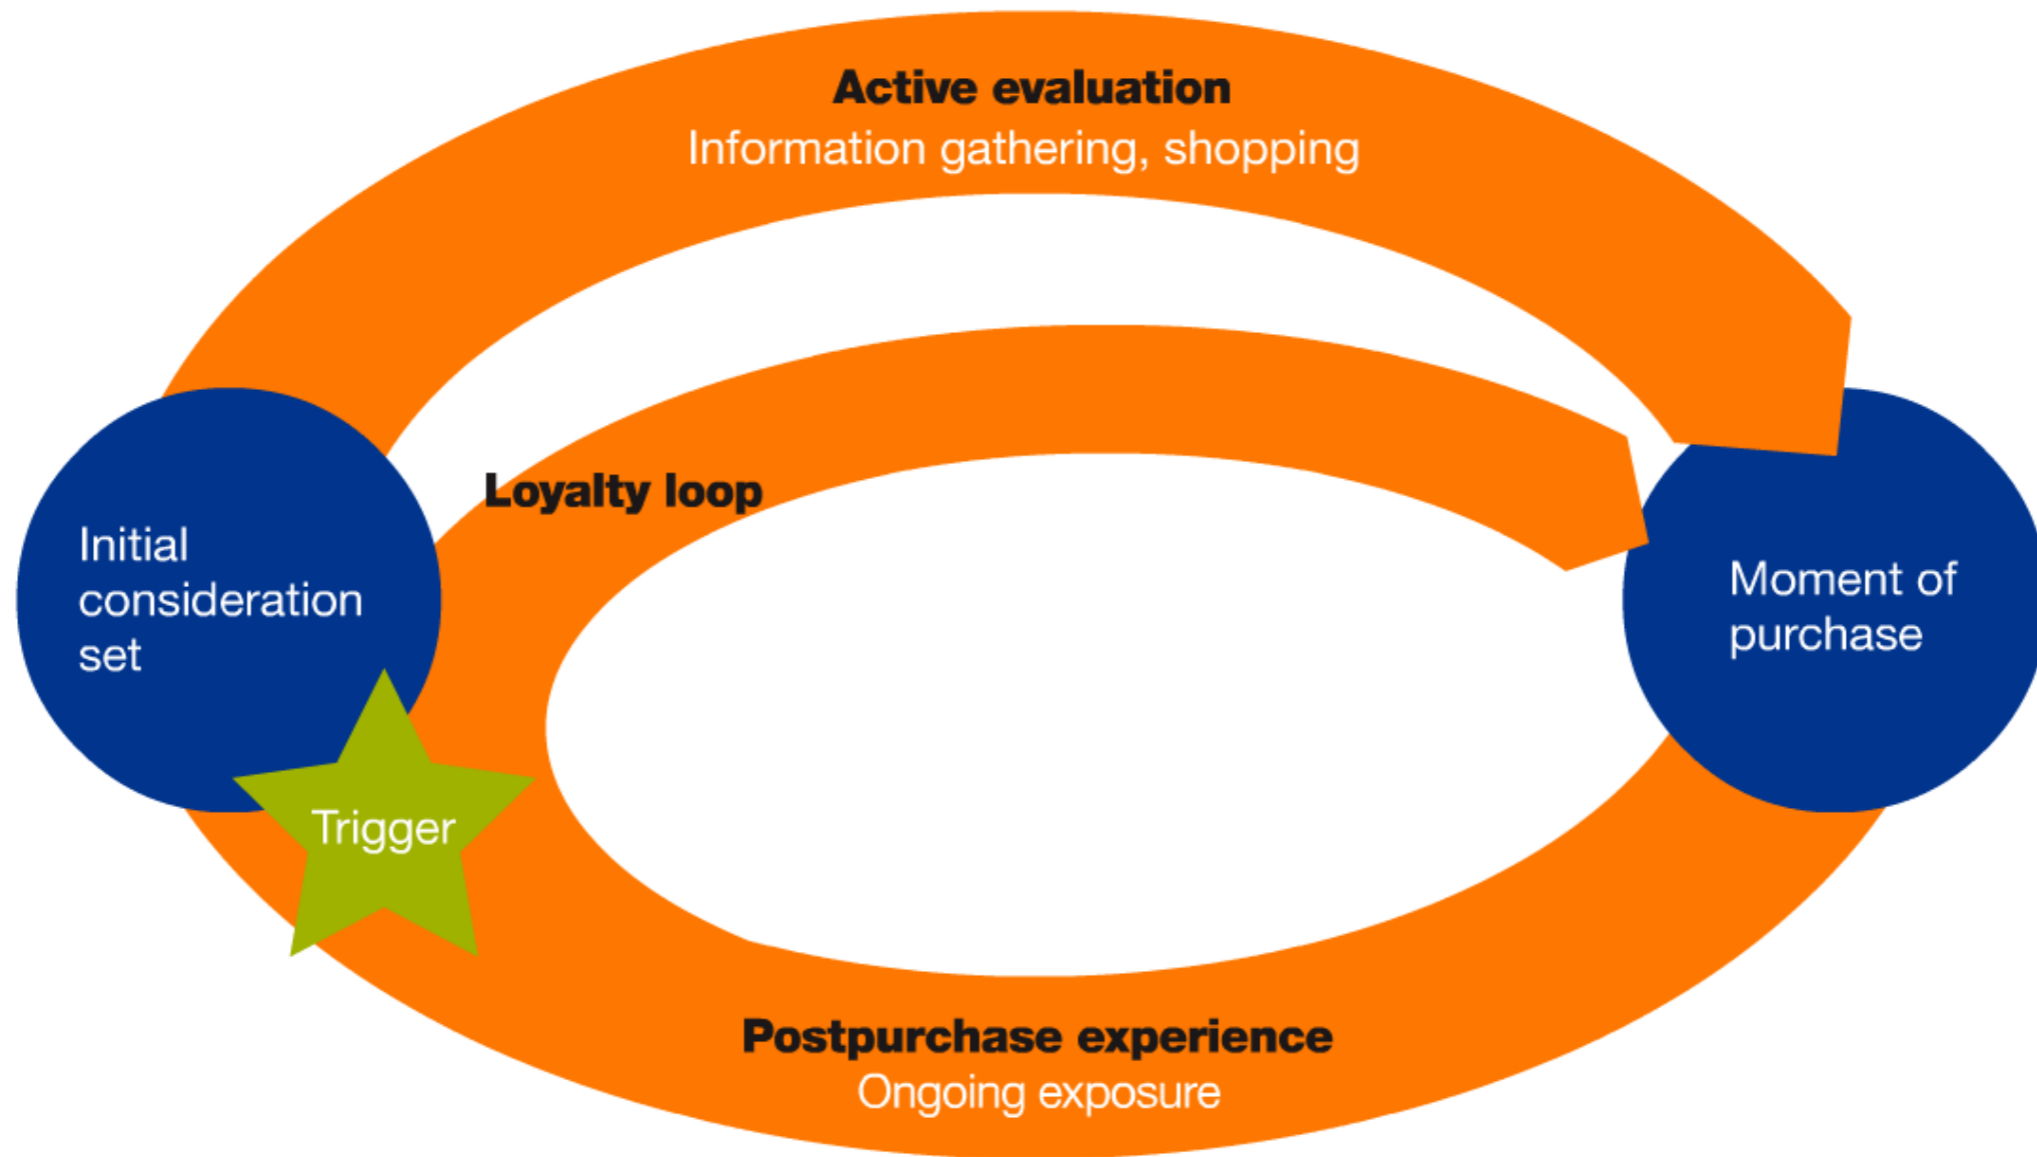 Active evaluation
Information gathering, shopping
Loyalty loop
Initial
consideration
set
Moment of
purchase
Trigger
Postpurchase experience
Ongoing exposure